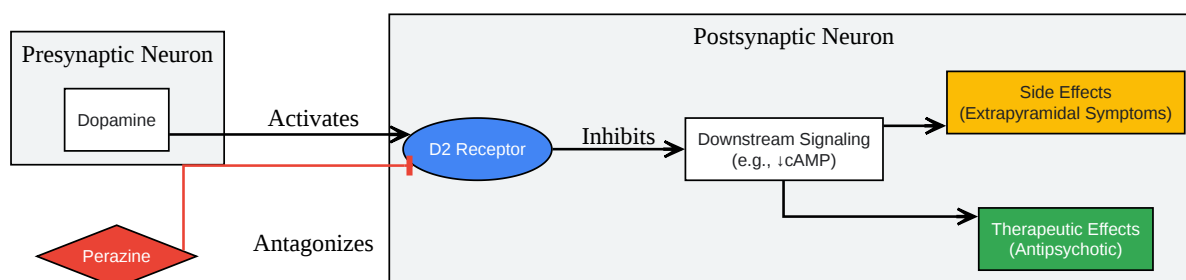 Presynaptic Neuron
Dopamine
Activates
Perazine
Antagonizes
Postsynaptic Neuron
D2 Receptor
Inhibits
Downstream Signaling
(e.g., ↓cAMP)
Side Effects
(Extrapyramidal Symptoms)
Therapeutic Effects
(Antipsychotic)